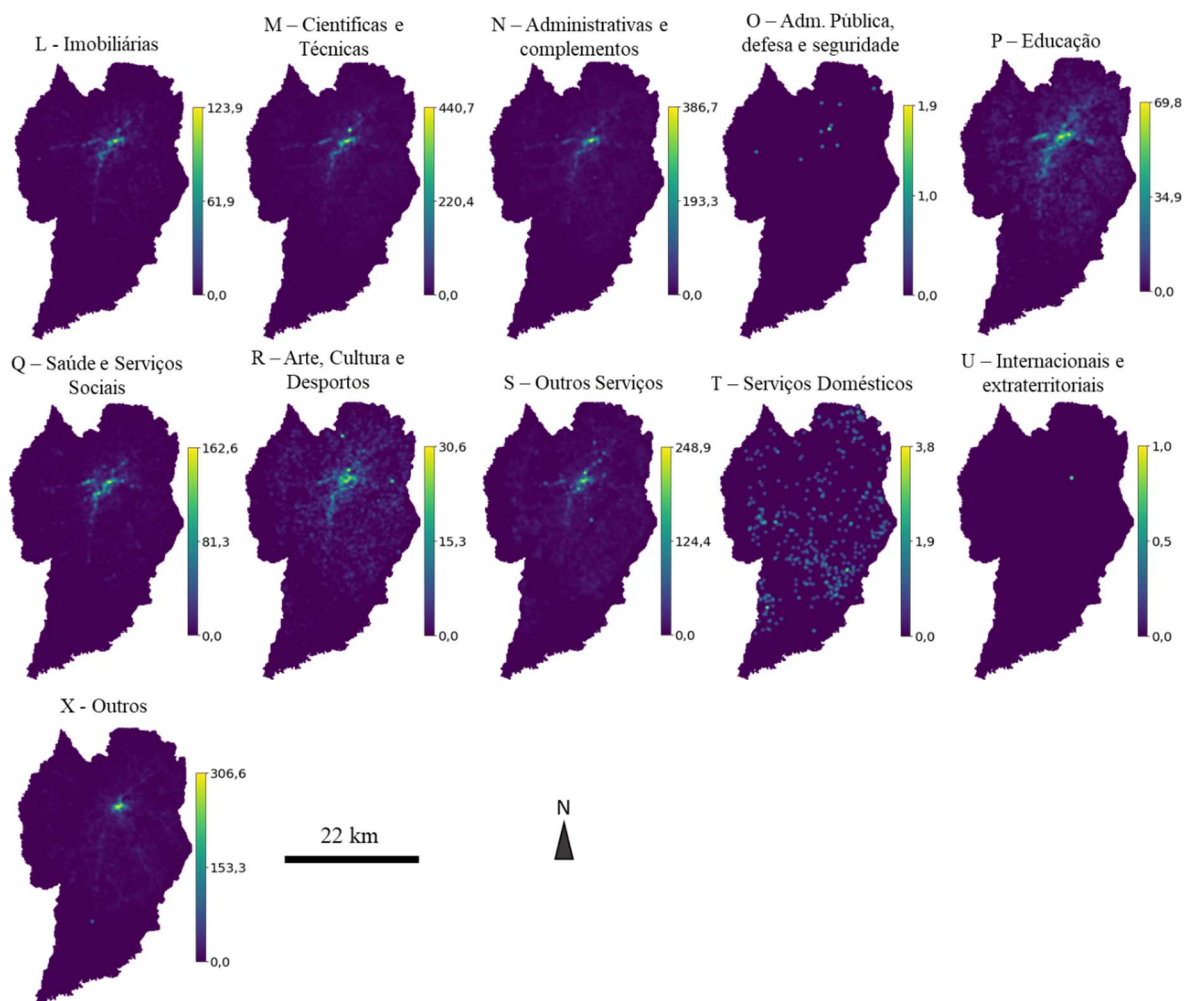 L - Imobiliárias
M – Cientificas e
Técnicas
N – Administrativas e
complementos
O – Adm. Pública,
defesa e seguridade
P – Educação
123,9
61,9
0,0
440,7
220,4
0,0
386,7
193,3
0,0
1,9
1,0
0,0
69,8
34,9
0,0
Q – Saúde e Serviços
Sociais
R – Arte, Cultura e
Desportos
S – Outros Serviços
T – Serviços Domésticos
U – Internacionais e
extraterritoriais
162,6
81,3
0,0
30,6
15,3
0,0
248,9
124,4
0,0
3,8
1,9
0,0
1,0
0,5
0,0
X - Outros
306,6
153,3
0,0
22 km
N